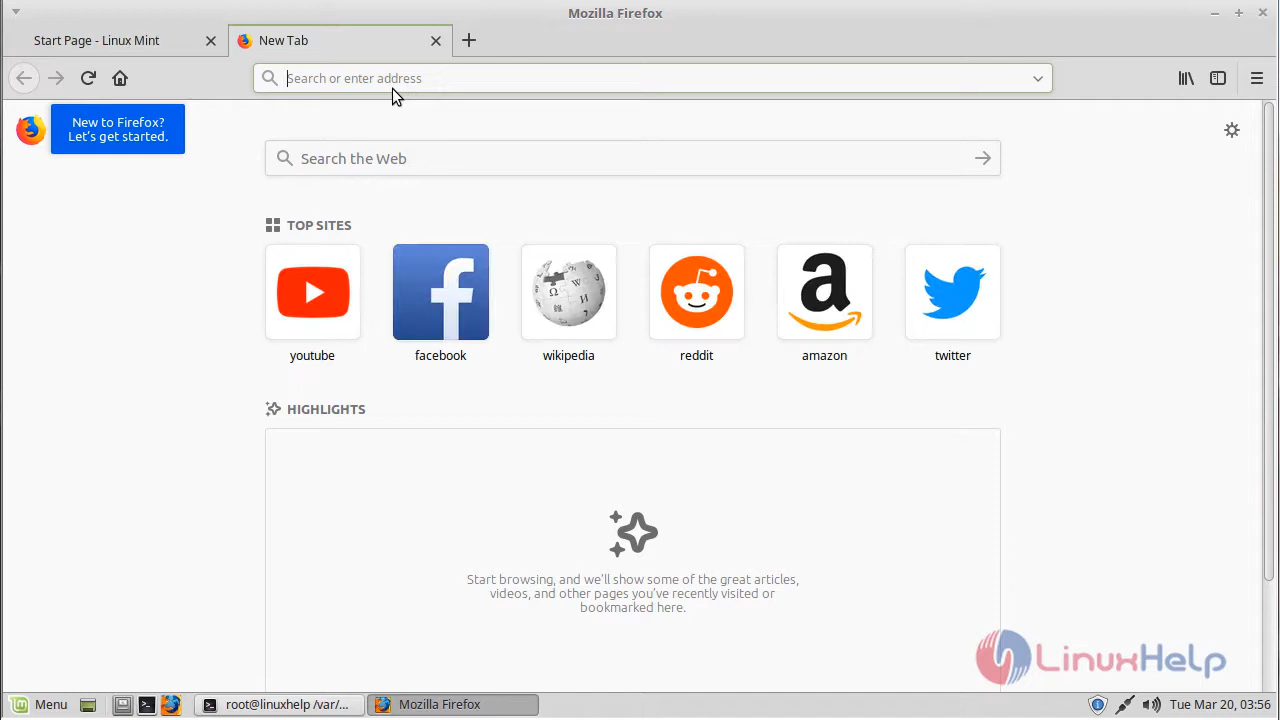 Mozilla Firefox
Start Page - Linux Mint
New Tab
Search or enter address
New to Firefox?
Let's get started.
Search the Web
TOP SITES
youtube
facebook
wikipedia
reddit
amazon
twitter
HIGHLIGHTS
Start browsing, and we'll show some of the great articles,
videos, and other pages you've recently visited or
bookmarked here.
LinuxHelp
Menu
root@linuxhelp /var/...
Mozilla Firefox
Tue Mar 20, 03:56